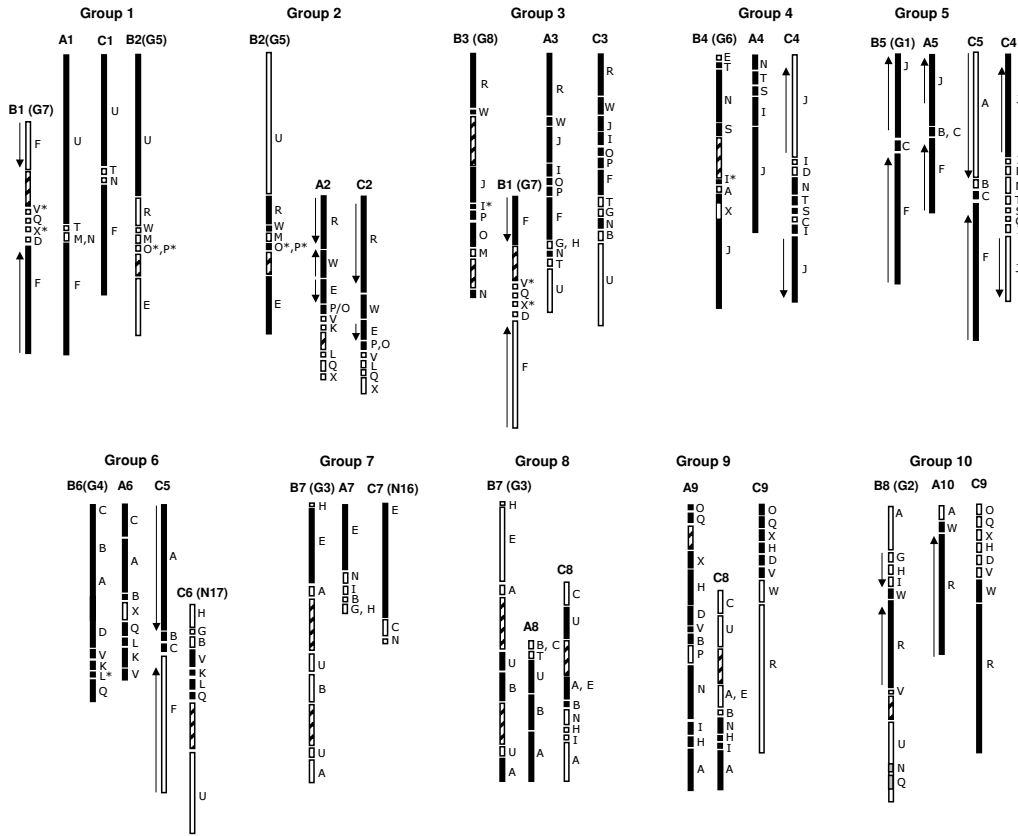 Group 1
B1 (G7)
F
V*
Q
X*
D
F
A1
U
T
M,N
F
C1
U
T
N
F
B2(G5)
U
R
W
M
O*,P*
E
Group 2
B2(G5)
U
R
W
M
O*,P*
E
A2
R
W
E
P/O
V
K
L
Q
X
C2
R
W
E
P,O
V
L
Q
X
Group 3
B3 (G8)
R
W
J
I*
P
O
M
N
B1 (G7)
F
V*
Q
X*
D
F
A3
R
W
J
I
O
P
F
G, H
N
T
U
C3
R
W
J
I
O
P
F
T
G
N
B
U
Group 4
B4 (G6)
E
T
N
S
I*
A
X
J
A4
N
T
S
I
J
C4
J
I
D
N
T
S
C
I
J
Group 5
B5 (G1)
J
C
F
A5
J
B, C
F
C5
A
B
C
F
C4
Group 6
B6(G4)
C
B
A
D
V
K
L*
Q
A6
C
A
B
X
Q
L
K
V
C5
A
B
C
F
C6 (N17)
H
G
B
V
K
L
Q
U
Group 7
B7 (G3)
H
E
A
U
B
U
A
A7
E
N
I
B
G, H
C7 (N16)
E
C
N
Group 8
B7 (G3)
H
E
A
U
B
U
A
A8
B, C
T
U
B
A
C8
C
U
A, E
B
N
H
I
A
Group 9
A9
O
Q
X
H
D
V
B
P
N
I
H
A
C8
C
U
A, E
B
N
H
I
A
C9
O
Q
X
H
D
V
W
R
Group 10
B8 (G2)
A
G
H
I
W
R
V
U
N
Q
A10
A
W
R
C9
O
Q
X
H
D
V
W
R